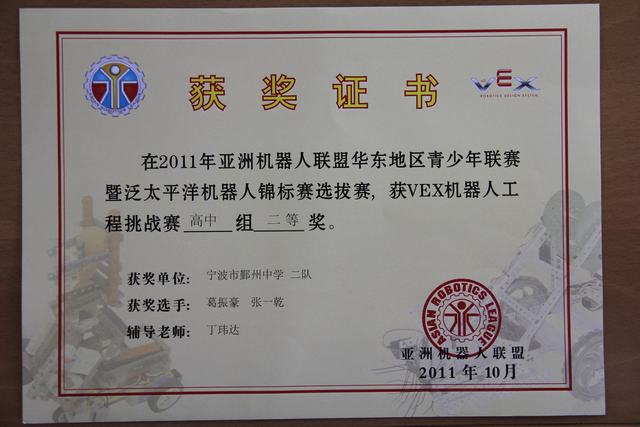 获奖证书
VEX
ROBOTICS DESIGN SYSTEM
在2011年亚洲机器人联盟华东地区青少年联赛
暨泛太平洋机器人锦标赛选拔赛，获VEX机器人工
程挑战赛 高中 组 二等 奖。
获奖单位： 宁波市鄞州中学 二队
获奖选手： 葛振豪 张一乾
辅导老师： 丁玮达
ASIAN ROBOTICS LEAGUE
亚洲机器人联盟
2011年10月